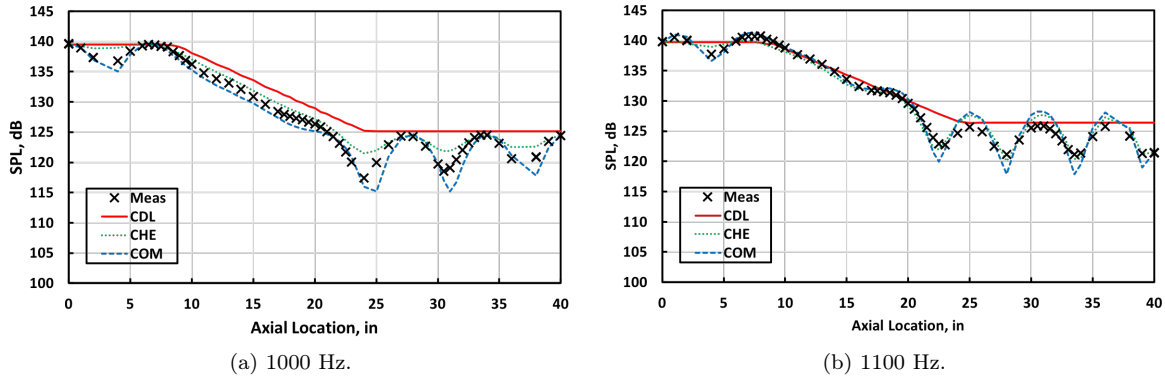 SPL, dB
145
140
135
130
125
120
115
110
105
100
Meas
CDL
CHE
COM
0 5 10 15 20 25 30 35 40
Axial Location, in
(a) 1000 Hz.
SPL, dB
145
140
135
130
125
120
115
110
105
100
Meas
CDL
CHE
COM
0 5 10 15 20 25 30 35 40
Axial Location, in
(b) 1100 Hz.